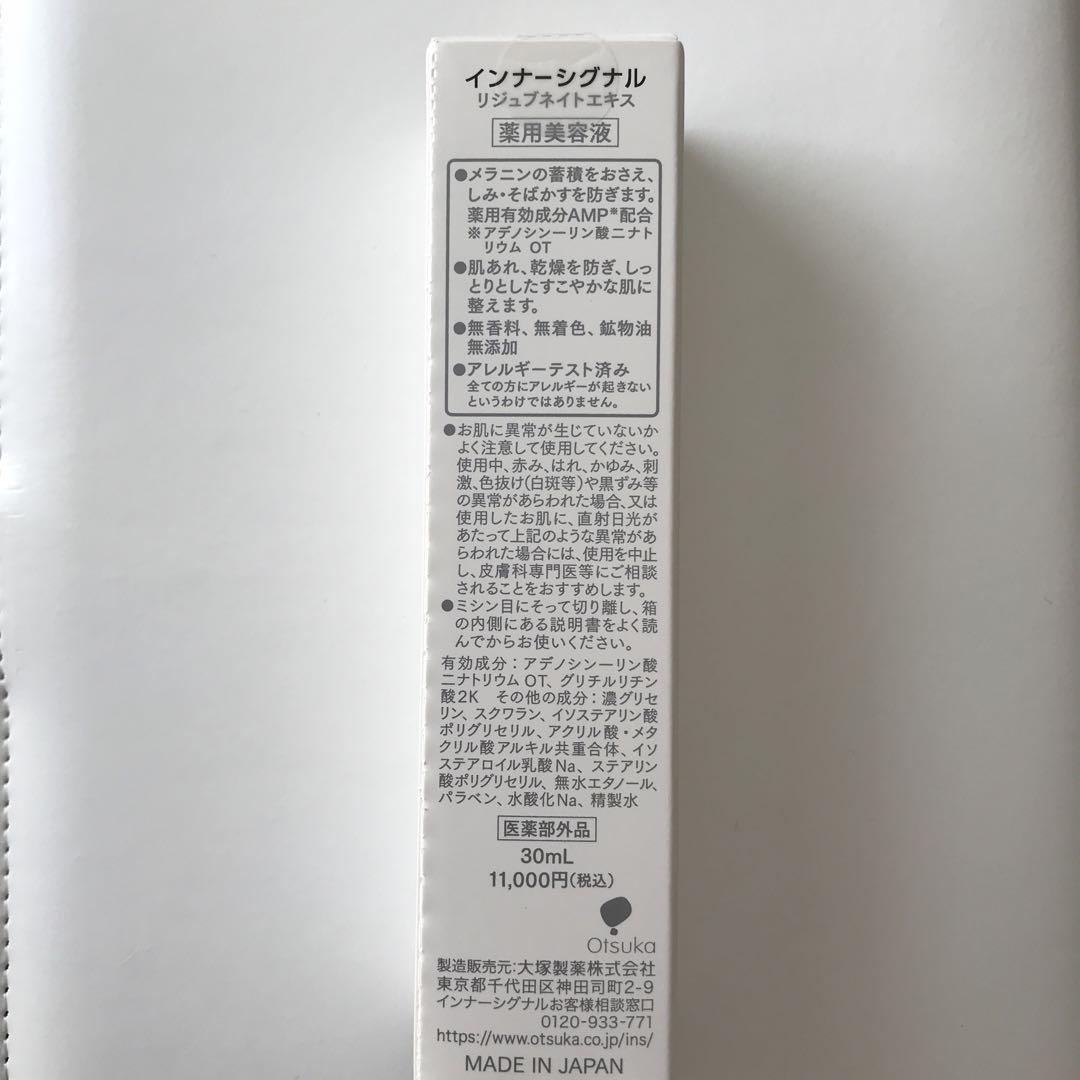 インナーシグナル
リジュブネイトエキス
薬用美容液
●メラニンの蓄積をおさえ、
しみ・そばかすを防ぎます。
薬用有効成分AMP※配合
※アデノシン一リン酸二ナト
リウム OT
●肌あれ、乾燥を防ぎ、しっ
とりとしたすこやかな肌に
整えます。
●無香料、無着色、鉱物油
無添加
●アレルギーテスト済み
全ての方にアレルギーが起きない
というわけではありません。
●お肌に異常が生じていないか
よく注意して使用してください。
使用中、赤み、はれ、かゆみ、刺
激、色抜け(白斑等)や黒ずみ等
の異常があらわれた場合、又は
使用したお肌に、直射日光が
あたって上記のような異常があ
らわれた場合には、使用を中止
し、皮膚科専門医等にご相談
されることをおすすめします。
●ミシン目にそって切り離し、箱
の内側にある説明書をよく読
んでからお使いください。
有効成分：アデノシン一リン酸
二ナトリウム OT、グリチルリチン
酸2K その他の成分：濃グリセ
リン、スクワラン、イソステアリン酸
ポリグリセリル、アクリル酸・メタ
クリル酸アルキル共重合体、イソ
ステアロイル乳酸Na、ステアリン
酸ポリグリセリル、無水エタノール、
パラベン、水酸化Na、精製水
医薬部外品
30mL
11,000円(税込)
Otsuka
製造販売元:大塚製薬株式会社
東京都千代田区神田司町2-9
インナーシグナルお客様相談窓口
0120-933-771
https://www.otsuka.co.jp/ins/
MADE IN JAPAN